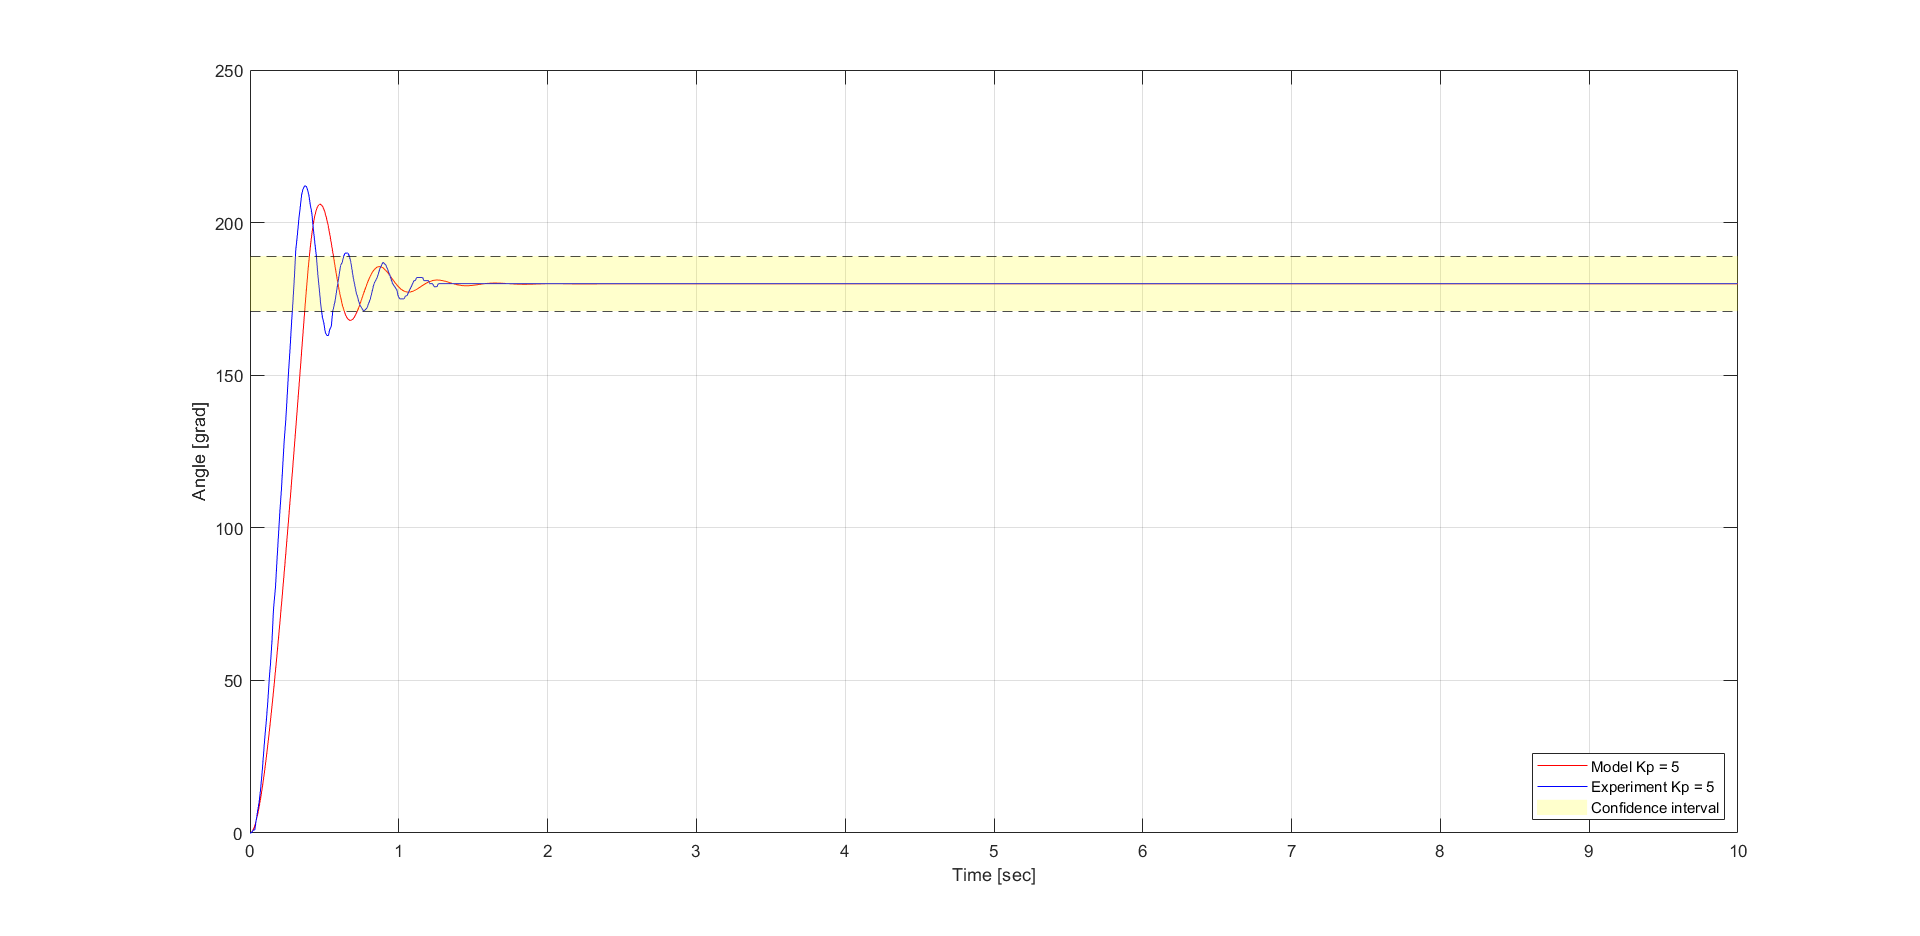 250
200
150
100
50
0
Angle [grad]
0 1 2 3 4 5 6 7 8 9 10
Time [sec]
Model Kp = 5
Experiment Kp = 5
Confidence interval